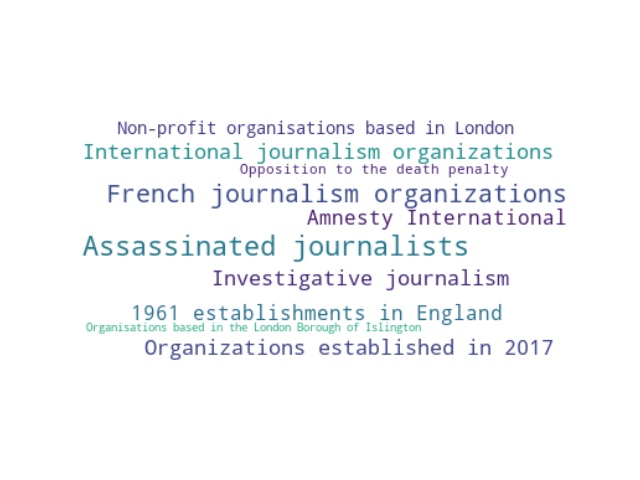 Non-profit organisations based in London
International journalism organizations
Opposition to the death penalty
French journalism organizations
Amnesty International
Assassinated journalists
Investigative journalism
1961 establishments in England
Organisations based in the London Borough of Islington
Organizations established in 2017